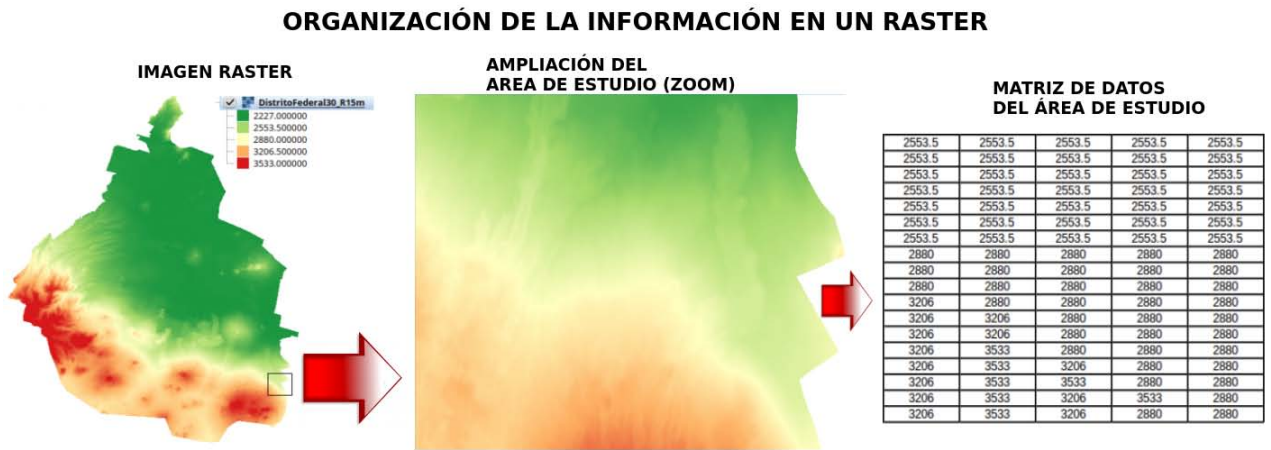 ORGANIZACIÓN DE LA INFORMACIÓN EN UN RASTER
IMAGEN RASTER
DistritoFederal30_R15m
2227.000000
2553.500000
2880.000000
3206.500000
3533.000000
AMPLIACIÓN DEL
AREA DE ESTUDIO (ZOOM)
MATRIZ DE DATOS
DEL ÁREA DE ESTUDIO
2553.5 2553.5 2553.5 2553.5 2553.5
2553.5 2553.5 2553.5 2553.5 2553.5
2553.5 2553.5 2553.5 2553.5 2553.5
2553.5 2553.5 2553.5 2553.5 2553.5
2553.5 2553.5 2553.5 2553.5 2553.5
2553.5 2553.5 2553.5 2553.5 2553.5
2553.5 2553.5 2553.5 2553.5 2553.5
2880 2880 2880 2880 2880
2880 2880 2880 2880 2880
2880 2880 2880 2880 2880
3206 2880 2880 2880 2880
3206 3206 2880 2880 2880
3206 3206 2880 2880 2880
3206 3533 2880 2880 2880
3206 3533 3206 2880 2880
3206 3533 3533 2880 2880
3206 3533 3206 3533 2880
3206 3533 3206 2880 2880